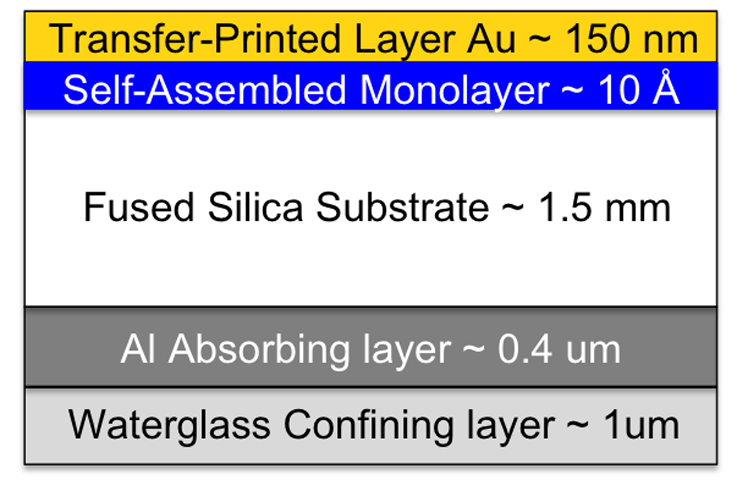 Transfer-Printed Layer Au ~ 150 nm
Self-Assembled Monolayer ~ 10 Å
Fused Silica Substrate ~ 1.5 mm
Al Absorbing layer ~ 0.4 um
Waterglass Confining layer ~ 1um